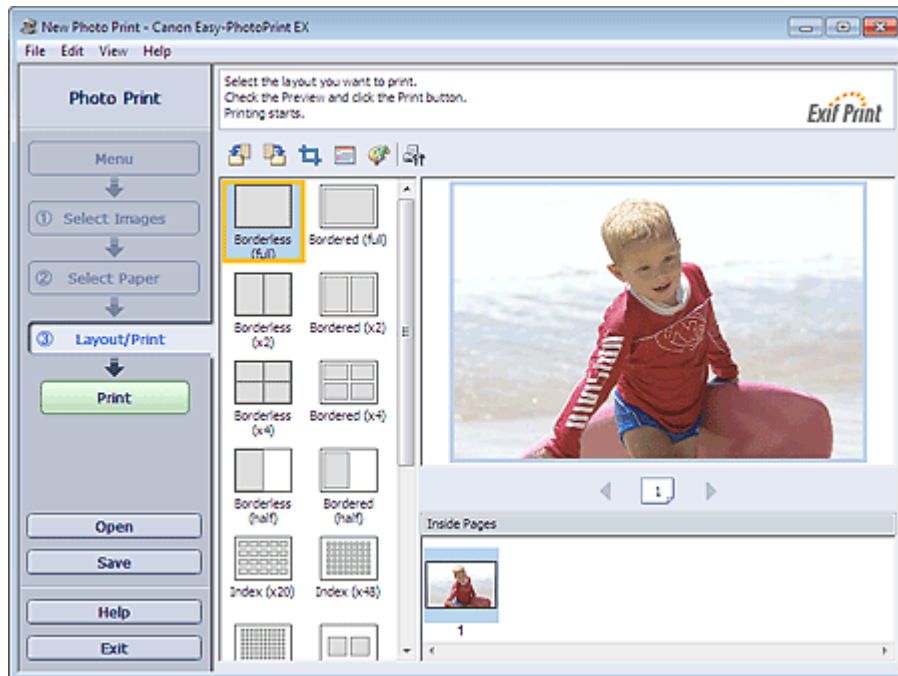 New Photo Print - Canon Easy-PhotoPrint EX
File Edit View Help
Photo Print
Select the layout you want to print.
Check the Preview and click the Print button.
Printing starts.
Exif Print
Menu
① Select Images
② Select Paper
③ Layout/Print
Print
Open
Save
Help
Exit
Borderless
(full)
Bordered (full)
Borderless
(x2)
Bordered (x2)
Borderless
(x4)
Bordered (x4)
Borderless
(half)
Bordered
(half)
Index (x20)
Index (x48)
1
Inside Pages
1